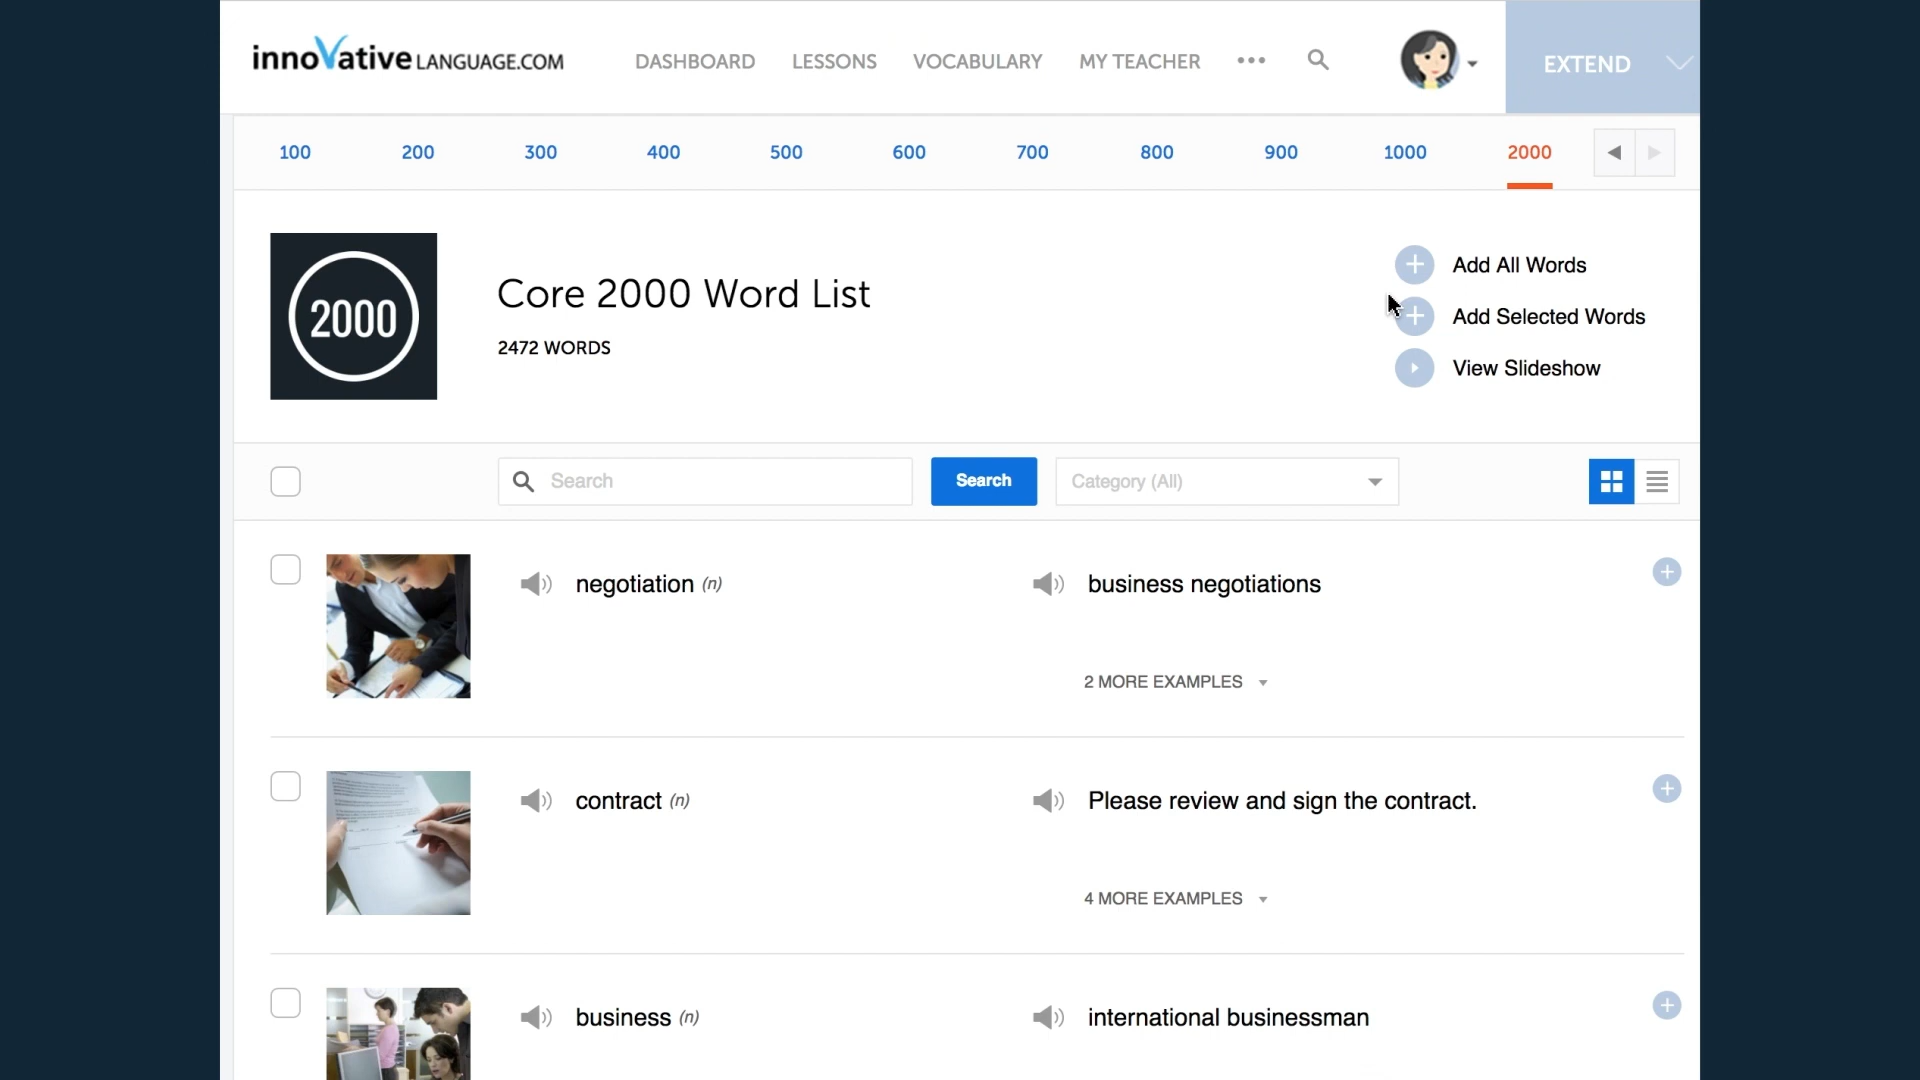 innoVative LANGUAGE.COM
DASHBOARD LESSONS VOCABULARY MY TEACHER
EXTEND
100 200 300 400 500 600 700 800 900 1000 2000
2000
Core 2000 Word List
2472 WORDS
Add All Words
Add Selected Words
View Slideshow
Search
Search
Category (All)
negotiation (n)
business negotiations
2 MORE EXAMPLES
contract (n)
Please review and sign the contract.
4 MORE EXAMPLES
business (n)
international businessman